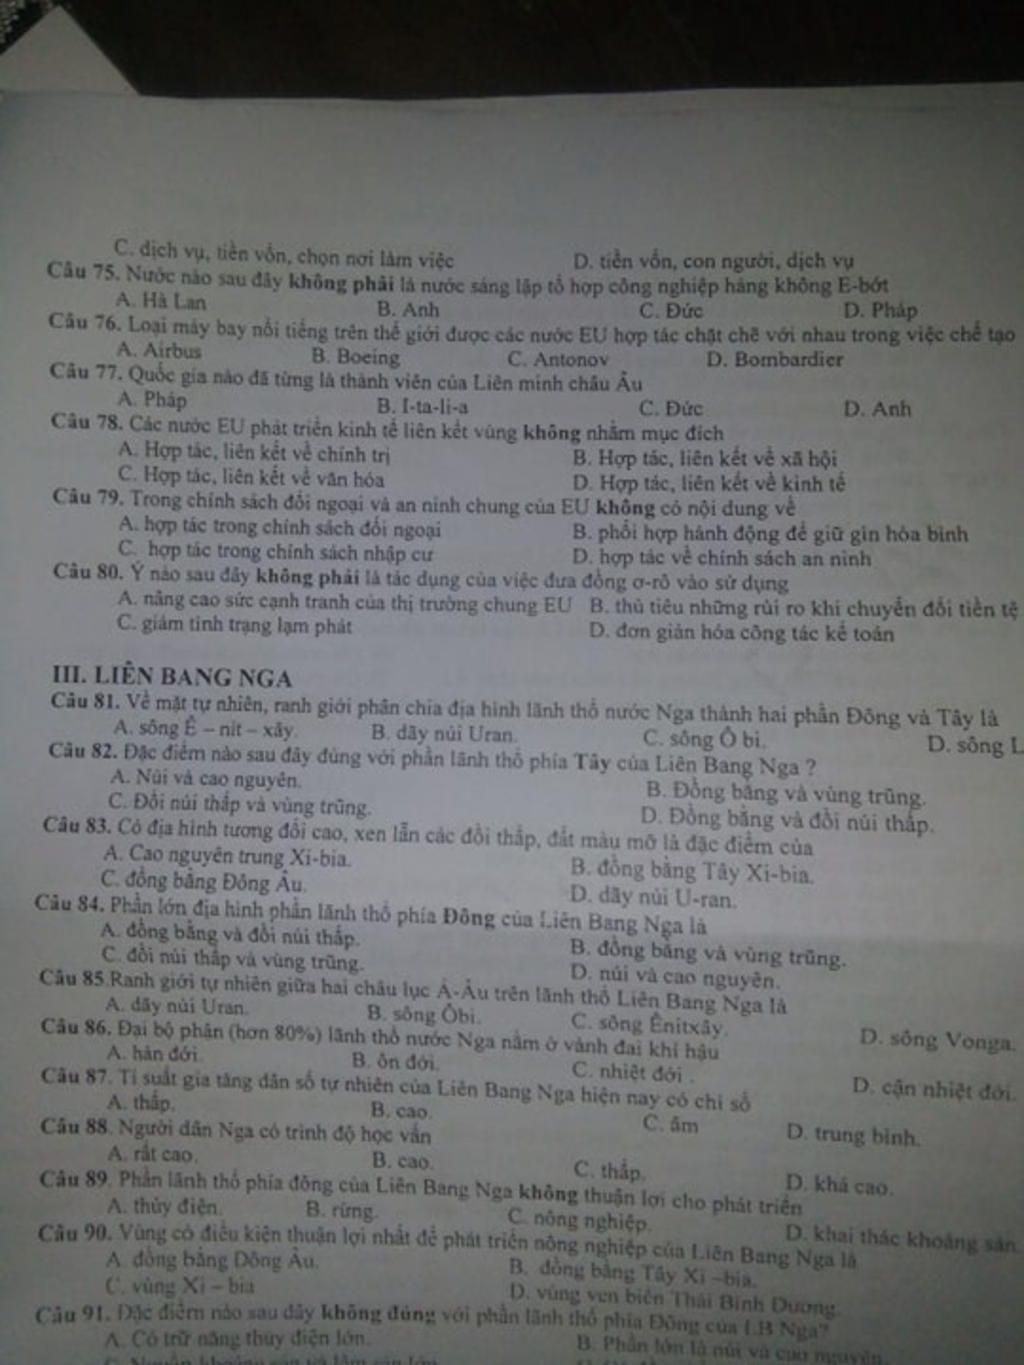 C. dịch vụ, tiền vốn, chọn nơi làm việc D. tiền vốn, con người, dịch vụ
Câu 75. Nước nào sau đây không phải là nước sáng lập tổ hợp công nghiệp hàng không E-bớt
A. Hà Lan B. Anh C. Đức D. Pháp
Câu 76. Loại máy bay nổi tiếng trên thế giới được các nước EU hợp tác chặt chẽ với nhau trong việc chế tạo
A. Airbus B. Boeing C. Antonov D. Bombardier
Câu 77. Quốc gia nào đã từng là thành viên của Liên minh châu Âu
A. Pháp B. I-ta-li-a C. Đức D. Anh
Câu 78. Các nước EU phát triển kinh tế liên kết vùng không nhằm mục đích
A. Hợp tác, liên kết về chính trị B. Hợp tác, liên kết về xã hội
C. Hợp tác, liên kết về văn hóa D. Hợp tác, liên kết về kinh tế
Câu 79. Trong chính sách đối ngoại và an ninh chung của EU không có nội dung về
A. hợp tác trong chính sách đối ngoại B. phối hợp hành động để giữ gìn hòa bình
C. hợp tác trong chính sách nhập cư D. hợp tác về chính sách an ninh
Câu 80. Ý nào sau đây không phải là tác dụng của việc đưa đồng ơ-rô vào sử dụng
A. nâng cao sức cạnh tranh của thị trường chung EU B. thủ tiêu những rủi ro khi chuyển đổi tiền tệ
C. giảm tình trạng lạm phát D. đơn giản hóa công tác kế toán
III. LIÊN BANG NGA
Câu 81. Về mặt tự nhiên, ranh giới phân chia địa hình lãnh thổ nước Nga thành hai phần Đông và Tây là
A. sông Ê – nít – xây. B. dãy núi Uran. C. sông Ô bi. D. sông L
Câu 82. Đặc điểm nào sau đây đúng với phần lãnh thổ phía Tây của Liên Bang Nga ?
A. Núi và cao nguyên. B. Đồng bằng và vùng trũng.
C. Đồi núi thấp và vùng trũng. D. Đồng bằng và đồi núi thấp.
Câu 83. Có địa hình tương đối cao, xen lẫn các đồi thấp, đất màu mỡ là đặc điểm của
A. Cao nguyên trung Xi-bia. B. đồng bằng Tây Xi-bia.
C. đồng bằng Đông Âu. D. dãy núi U-ran.
Câu 84. Phần lớn địa hình phần lãnh thổ phía Đông của Liên Bang Nga là
A. đồng bằng và đồi núi thấp. B. đồng bằng và vùng trũng.
C. đồi núi thấp và vùng trũng. D. núi và cao nguyên.
Câu 85.Ranh giới tự nhiên giữa hai châu lục Á-Âu trên lãnh thổ Liên Bang Nga là
A. dãy núi Uran. B. sông Ôbi. C. sông Ênitxây. D. sông Vonga.
Câu 86. Đại bộ phận (hơn 80%) lãnh thổ nước Nga nằm ở vành đai khí hậu
A. hàn đới. B. ôn đới. C. nhiệt đới . D. cận nhiệt đới.
Câu 87. Tỉ suất gia tăng dân số tự nhiên của Liên Bang Nga hiện nay có chỉ số
A. thấp. B. cao. C. âm D. trung bình.
Câu 88. Người dân Nga có trình độ học vấn
A. rất cao. B. cao. C. thấp. D. khá cao.
Câu 89. Phần lãnh thổ phía đông của Liên Bang Nga không thuận lợi cho phát triển
A. thủy điện. B. rừng. C. nông nghiệp. D. khai thác khoáng sản.
Câu 90. Vùng có điều kiện thuận lợi nhất để phát triển nông nghiệp của Liên Bang Nga là
A. đồng bằng Đông Âu. B. đồng bằng Tây Xi –bia.
C. vùng Xi – bia D. vùng ven biển Thái Bình Dương.
Câu 91. Đặc điểm nào sau đây không đúng với phần lãnh thổ phía Đông của LB Nga?
A. Có trữ năng thủy điện lớn. B. Phần lớn là núi và cao nguyên.